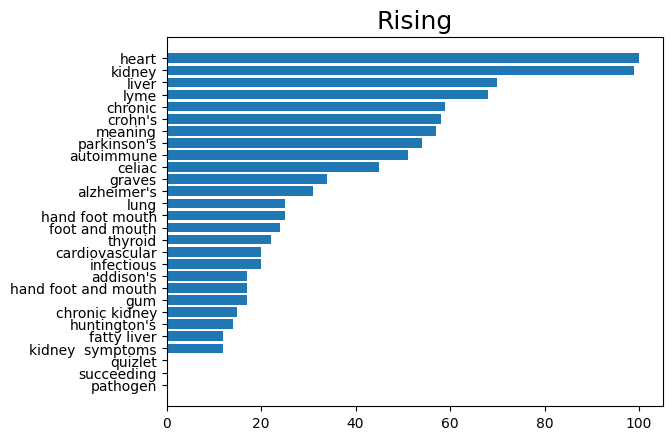 Rising
heart
kidney
liver
lyme
chronic
crohn's
meaning
parkinson's
autoimmune
celiac
graves
alzheimer's
lung
hand foot mouth
foot and mouth
thyroid
cardiovascular
infectious
addison's
hand foot and mouth
gum
chronic kidney
huntington's
fatty liver
kidney  symptoms
quizlet
succeeding
pathogen
0 20 40 60 80 100